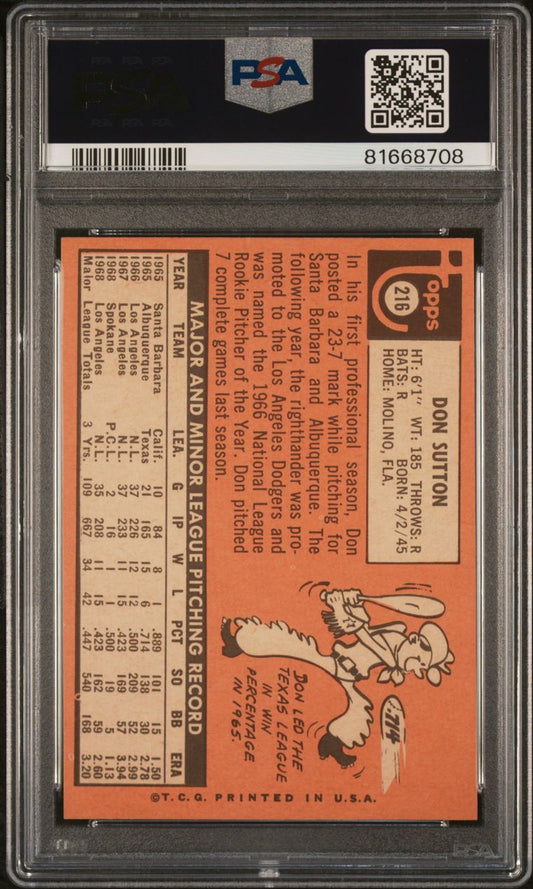 PSA
81668708
Topps
216
DON SUTTON
HT: 6'1" WT: 185 THROWS: R
BATS: R BORN: 4/2/45
HOME: MOLINO, FLA.
In his first professional season, Don
posted a 23-7 mark while pitching for
Santa Barbara and Albuquerque. The
following year, the righthander was pro-
moted to the Los Angeles Dodgers and
was named the 1966 National League
Rookie Pitcher of the Year. Don pitched
7 complete games last season.
.714
DON LED THE
TEXAS LEAGUE
IN WIN
PERCENTAGE
IN 1965.
MAJOR AND MINOR LEAGUE PITCHING RECORD
YEAR TEAM LEA. G IP W L PCT SO BB ERA
1965 Santa Barbara Calif. 10 84 8 1 .889 101 15 1.50
1965 Albuquerque Texas 21 165 15 6 .714 138 30 2.78
1966 Los Angeles N.L. 37 226 12 12 .500 209 52 2.99
1967 Los Angeles N.L. 37 233 11 15 .423 169 57 3.94
1968 Spokane P.C.L. 2 16 1 1 .500 19 5 1.13
1968 Los Angeles N.L. 35 208 11 15 .423 162 59 2.60
Major League Totals 3 Yrs. 109 667 34 42 .447 540 168 3.20
©T.C.G. PRINTED IN U.S.A.
PSA